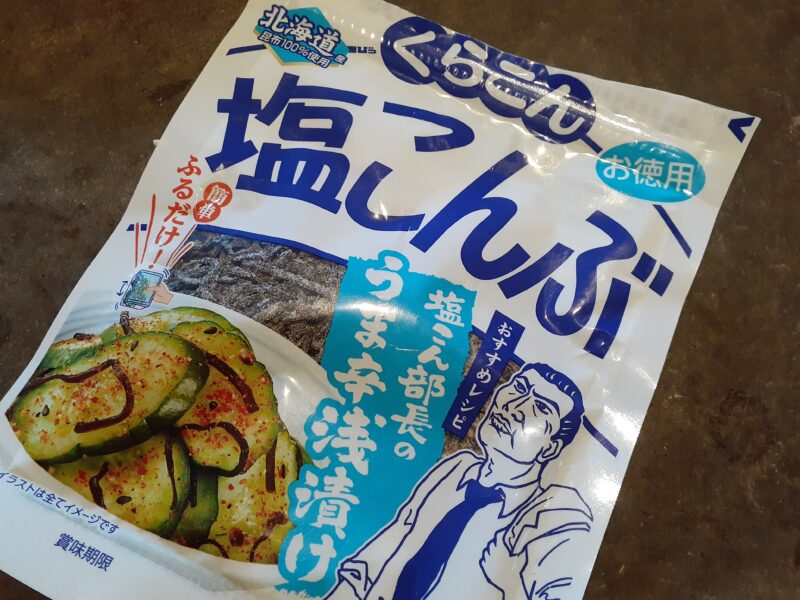 北海道産
昆布100%使用
くらこん
塩こんぶ
お徳用
簡単
ふるだけ!
おすすめレシピ
塩こん部長の
うま辛浅漬け
イラストは全てイメージです
賞味期限